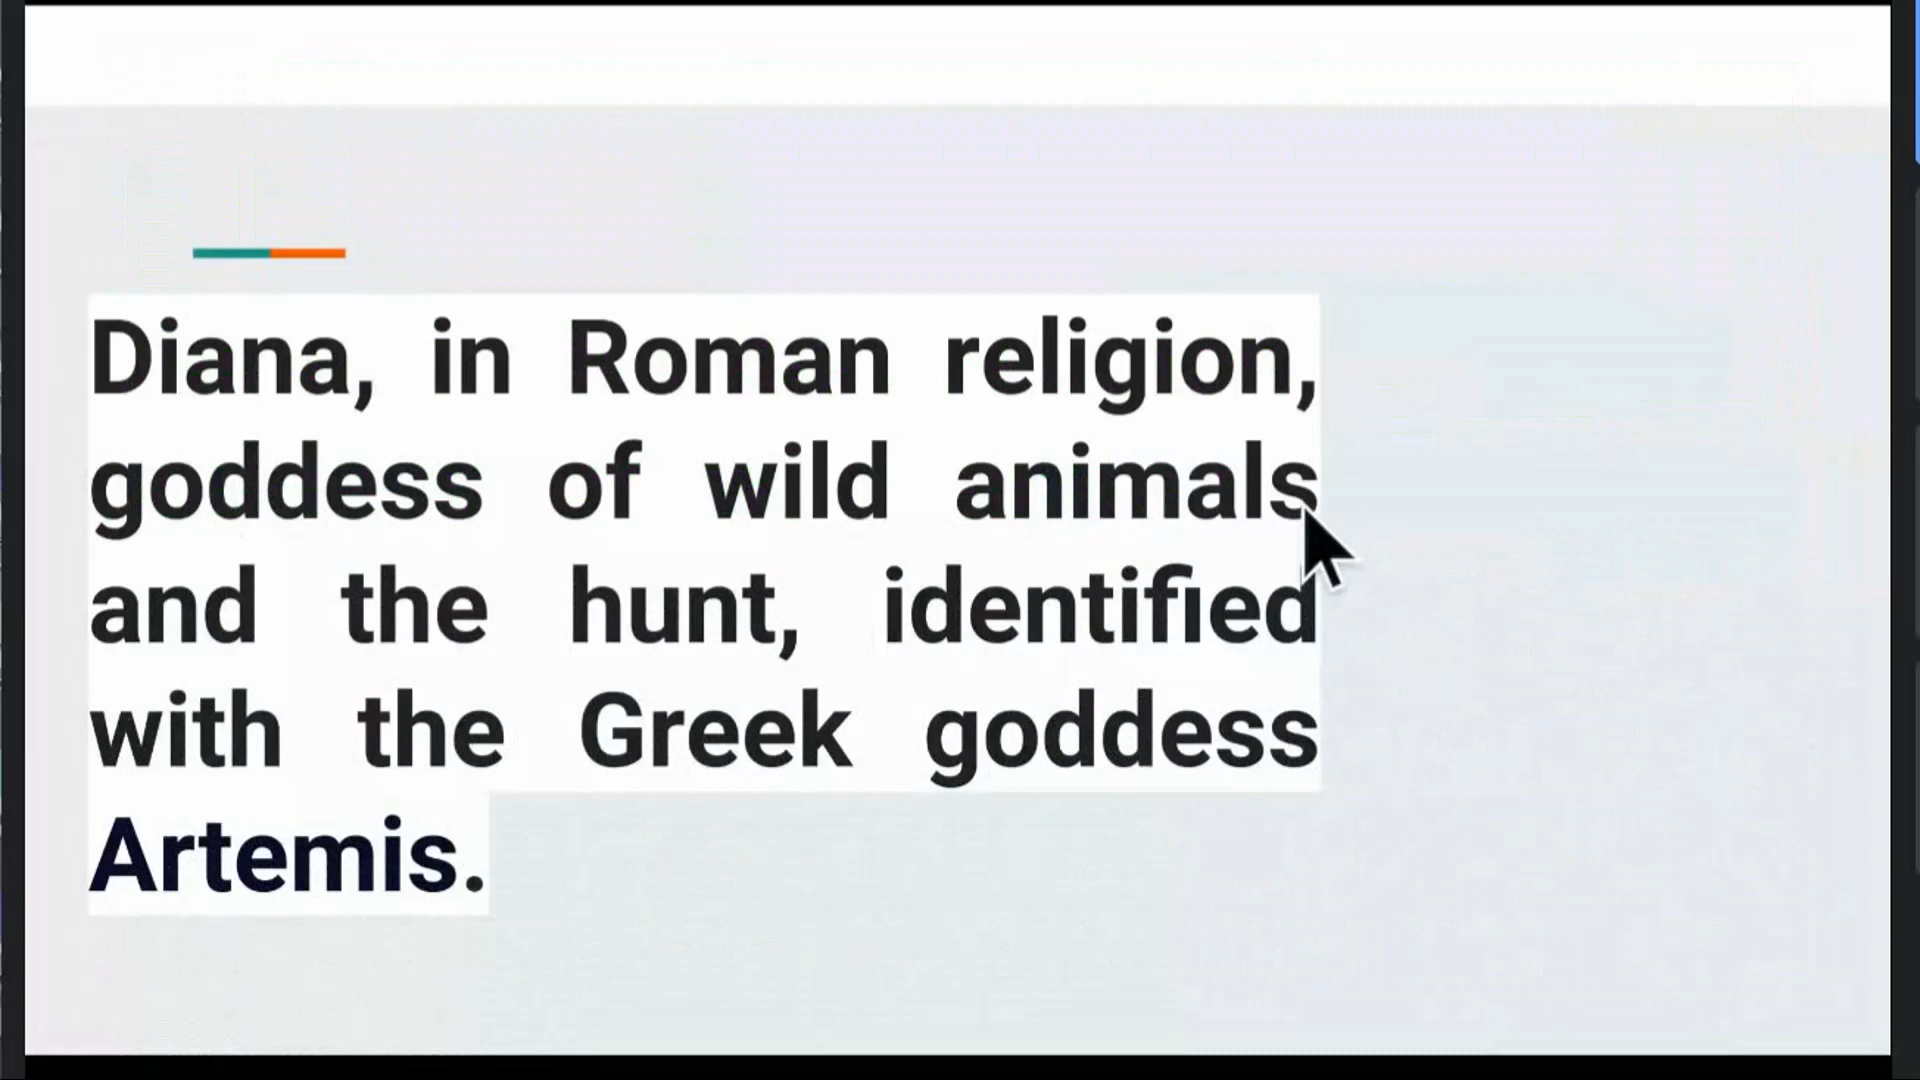 Diana, in Roman religion,
goddess of wild animals
and the hunt, identified
with the Greek goddess
Artemis.